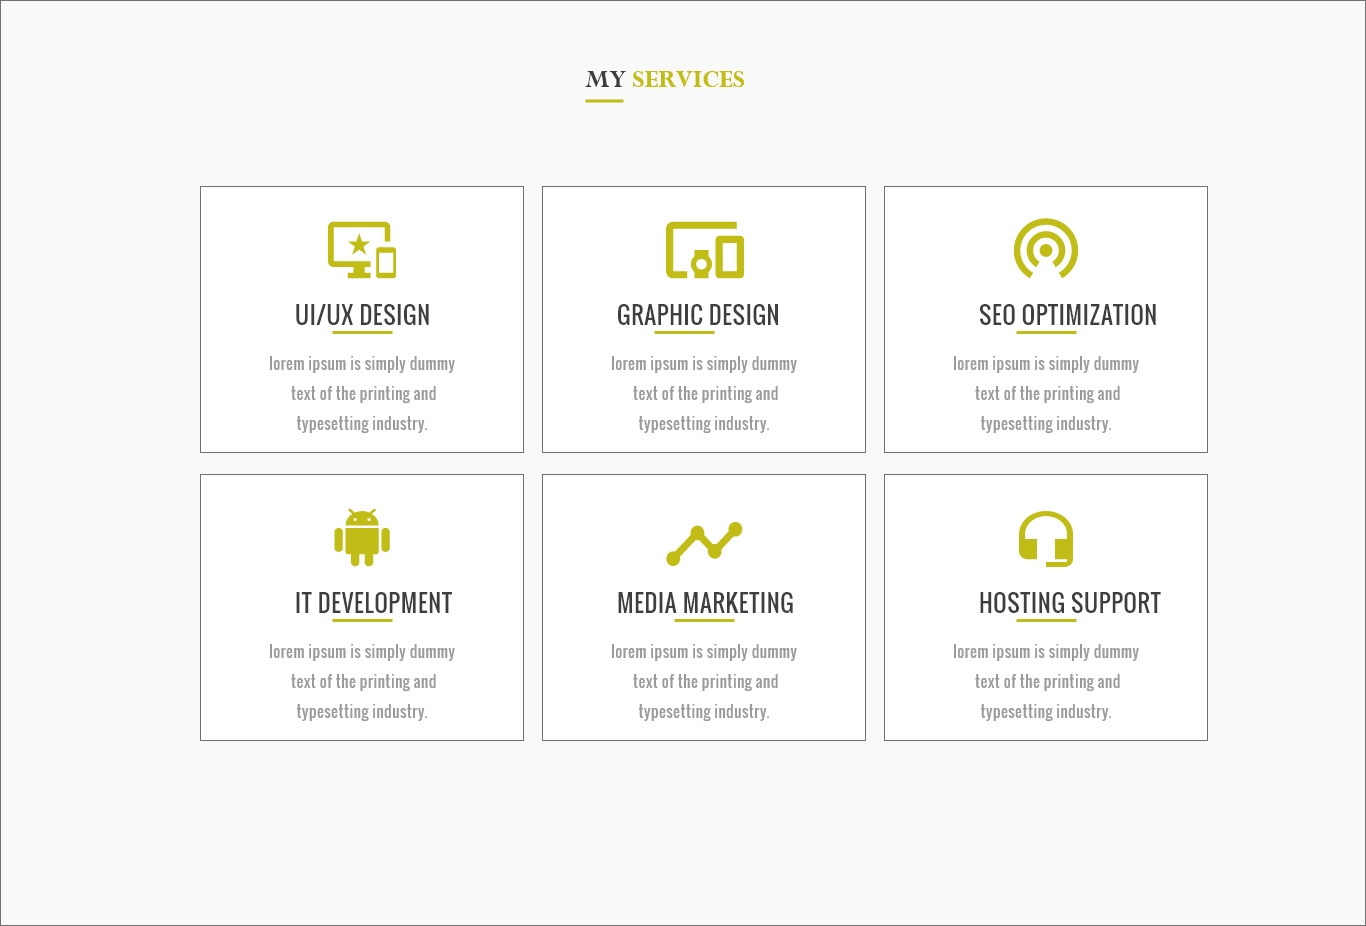 MY SERVICES
UI/UX DESIGN
lorem ipsum is simply dummy
text of the printing and
typesetting industry.
GRAPHIC DESIGN
lorem ipsum is simply dummy
text of the printing and
typesetting industry.
SEO OPTIMIZATION
lorem ipsum is simply dummy
text of the printing and
typesetting industry.
IT DEVELOPMENT
lorem ipsum is simply dummy
text of the printing and
typesetting industry.
MEDIA MARKETING
lorem ipsum is simply dummy
text of the printing and
typesetting industry.
HOSTING SUPPORT
lorem ipsum is simply dummy
text of the printing and
typesetting industry.